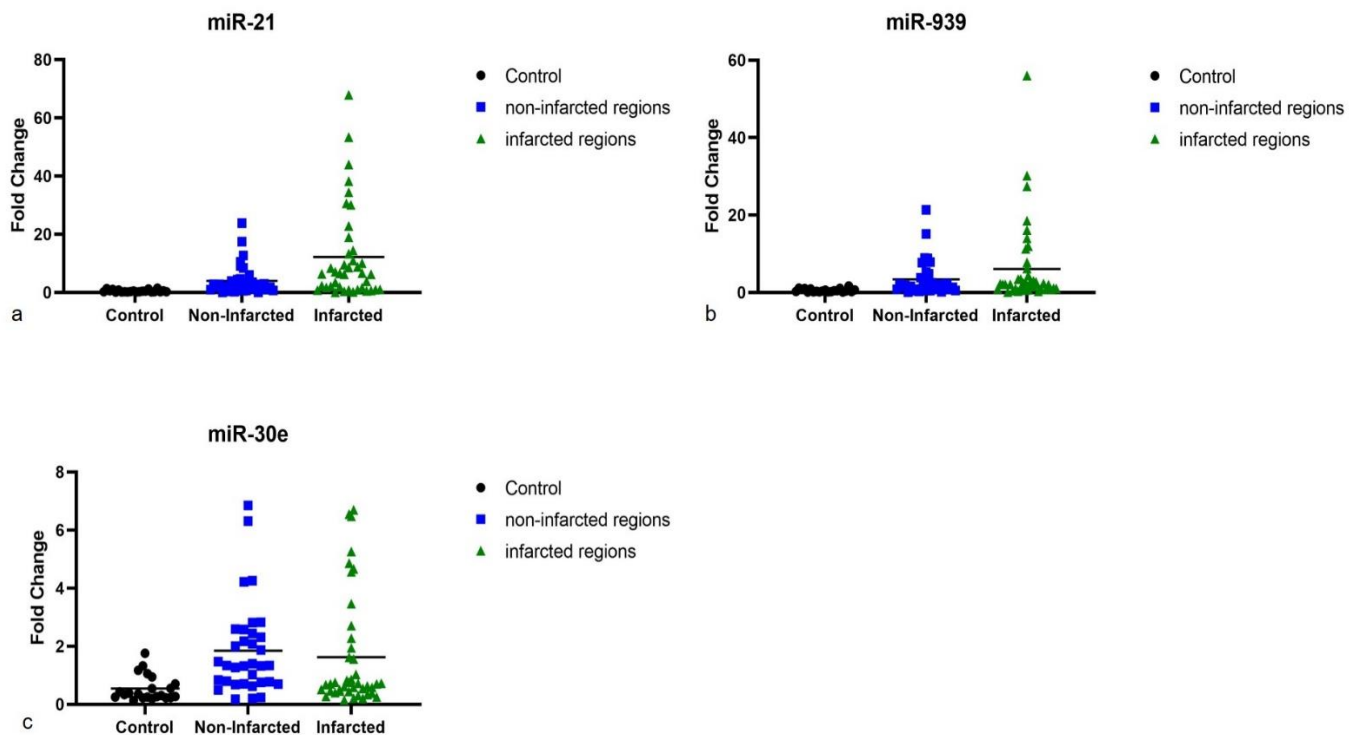 miR-21
80
60
40
20
0
Fold Change
Control Non-Infarcted Infarcted
Control
non-infarcted regions
infarcted regions
a
miR-939
60
40
20
0
Fold Change
Control Non-Infarcted Infarcted
Control
non-infarcted regions
infarcted regions
b
miR-30e
8
6
4
2
0
Fold Change
Control Non-Infarcted Infarcted
Control
non-infarcted regions
infarcted regions
c